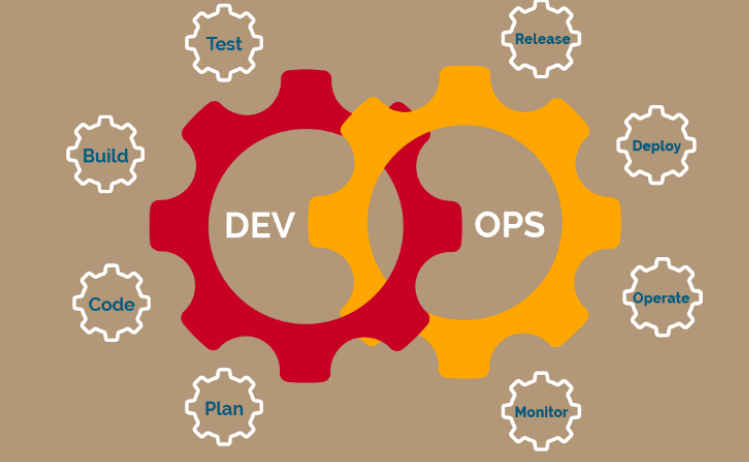 Test
Release
Build
Deploy
DEV
OPS
Code
Operate
Plan
Monitor